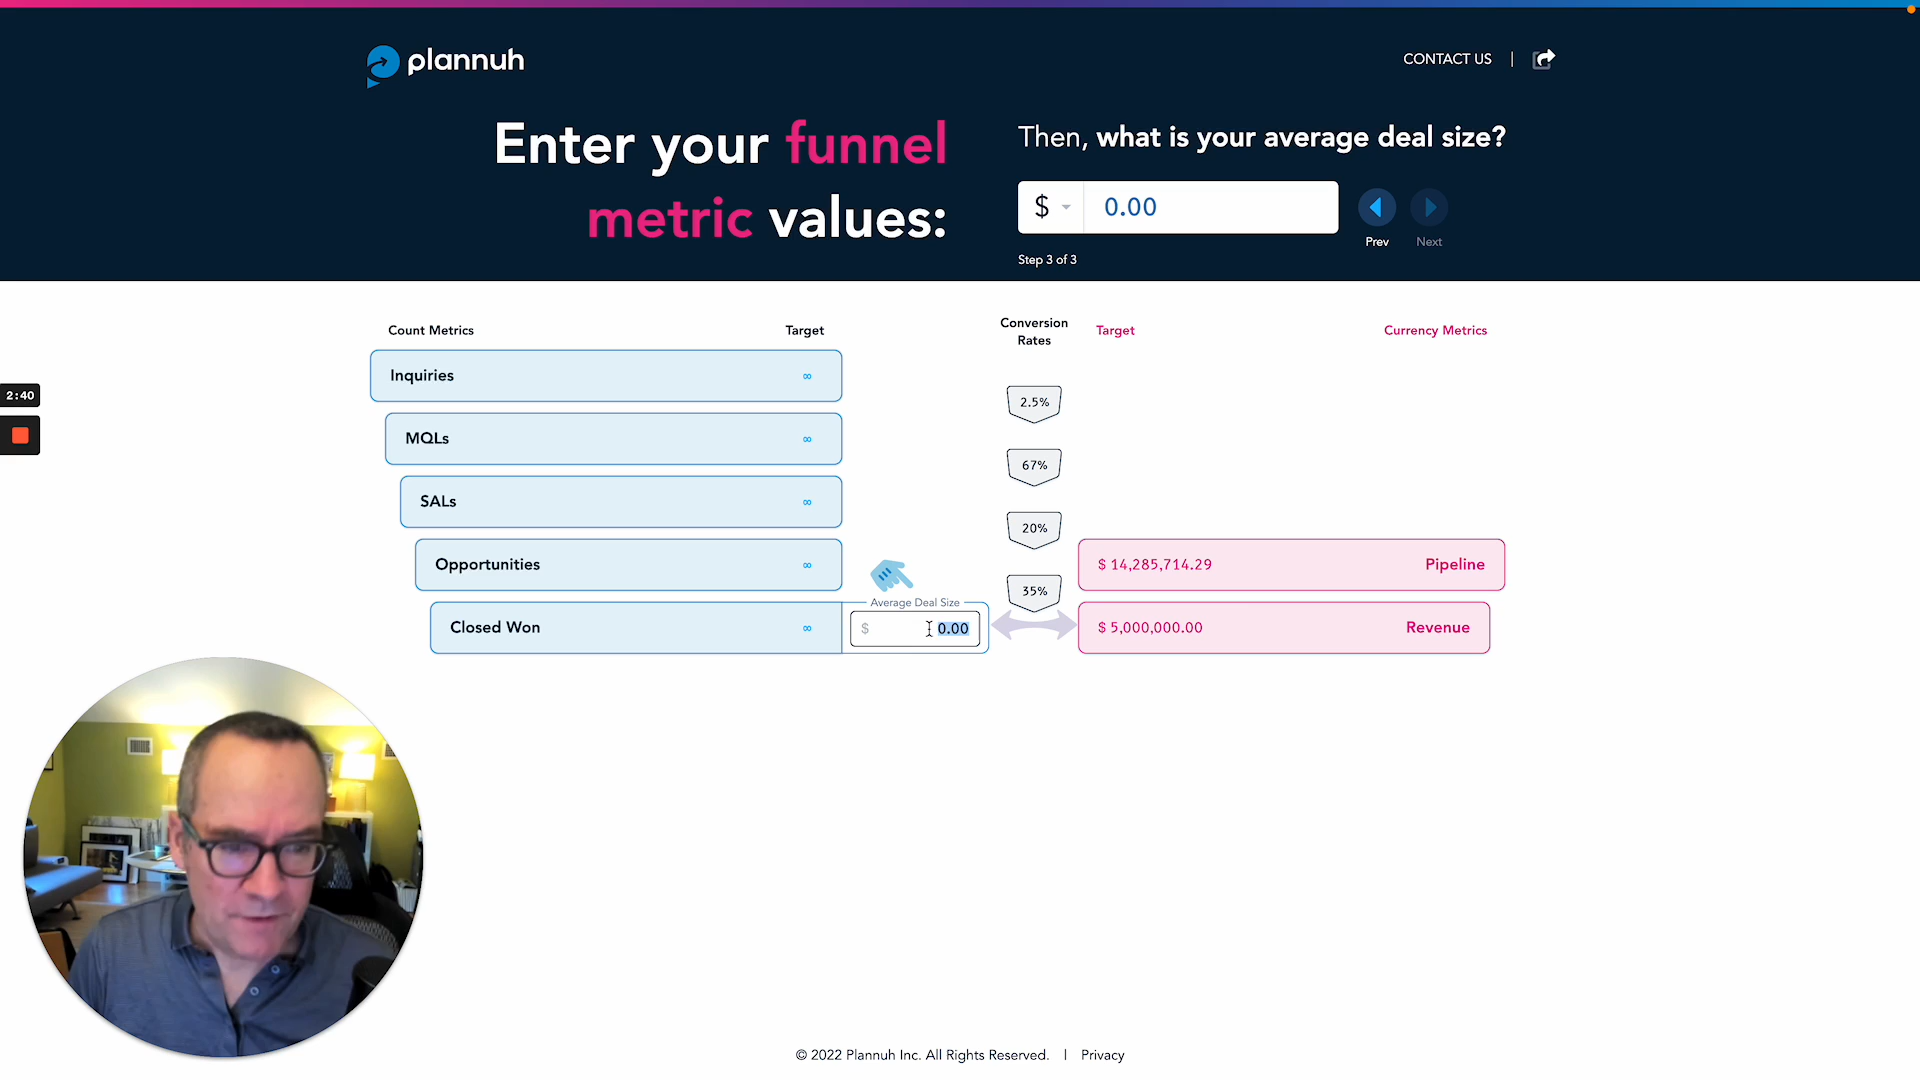 plannuh
CONTACT US |
Enter your funnel
metric values:
Then, what is your average deal size?
$ 0.00
Prev Next
Step 3 of 3
Count Metrics Target
Conversion
Rates
Target Currency Metrics
Inquiries ∞
2.5%
MQLs ∞
67%
SALs ∞
20%
Opportunities ∞
$ 14,285,714.29 Pipeline
35%
Average Deal Size
Closed Won ∞ $ 0.00
$ 5,000,000.00 Revenue
2:40
© 2022 Plannuh Inc. All Rights Reserved. | Privacy